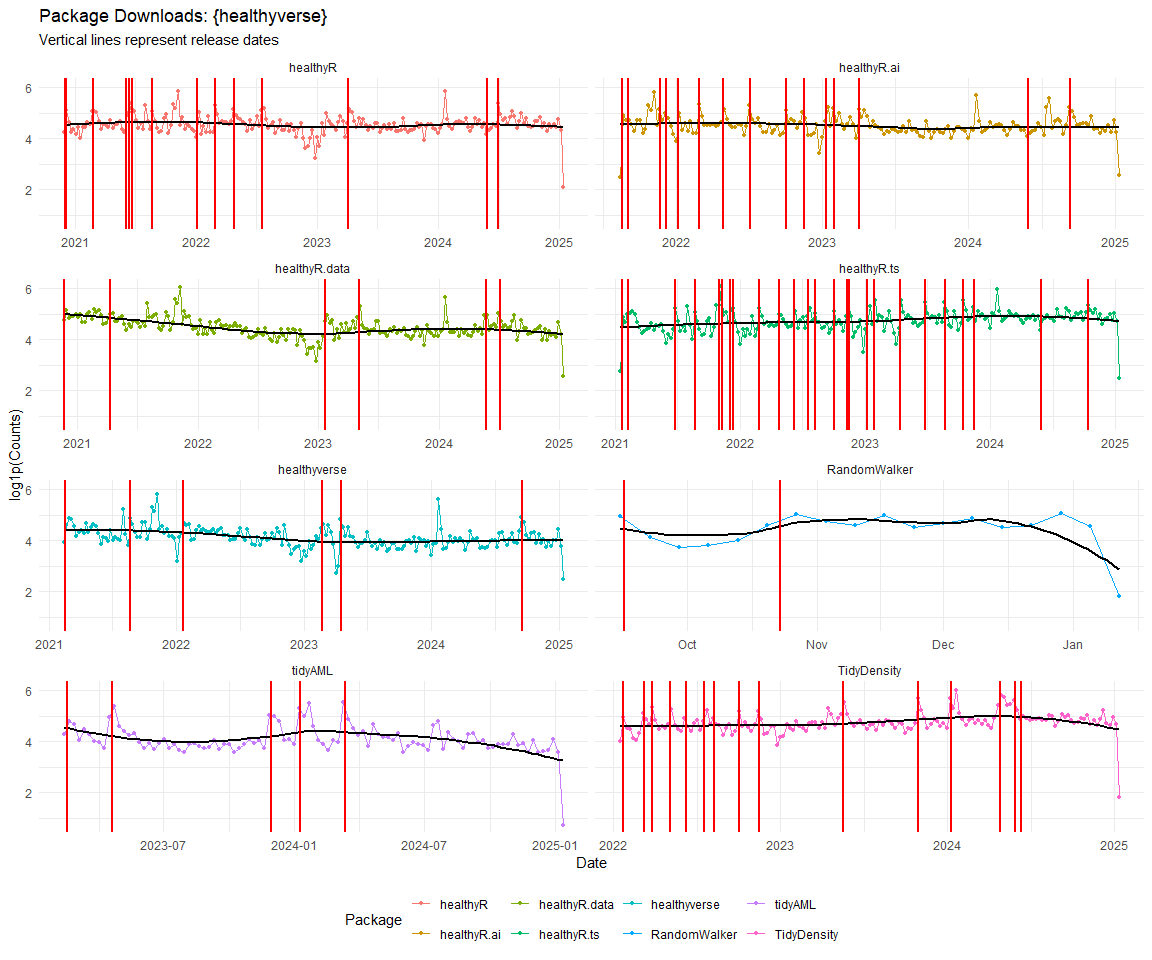 Package Downloads: {healthyverse}
Vertical lines represent release dates
healthyR
healthyR.ai
6
4
2
2021 2022 2023 2024 2025
2022 2023 2024 2025
healthyR.data
healthyR.ts
6
4
2
2021 2022 2023 2024 2025
2021 2022 2023 2024 2025
log1p(Counts)
healthyverse
RandomWalker
6
4
2
2021 2022 2023 2024 2025
Oct Nov Dec Jan
tidyAML
TidyDensity
6
4
2
2023-07 2024-01 2024-07 2025-01
2022 2023 2024 2025
Date
Package
healthyR healthyR.data healthyverse tidyAML
healthyR.ai healthyR.ts RandomWalker TidyDensity